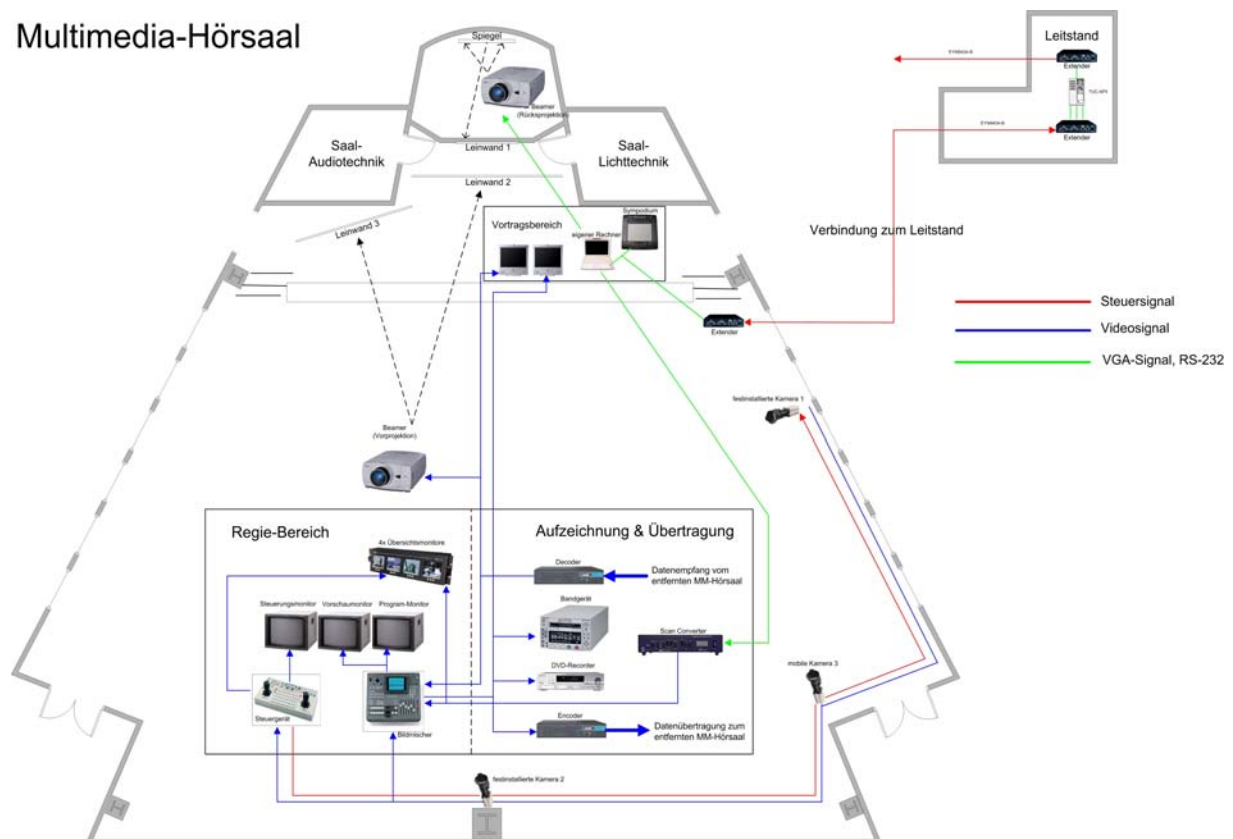 Multimedia-Hörsaal
Spiegel
Beamer
(Rücksprojektion)
Saal-
Audiotechnik
Saal-
Lichttechnik
Leinwand 1
Leinwand 2
Leinwand 3
Leitstand
Extender
Extender
Vortragsbereich
Sympodium
eigener Rechner
Verbindung zum Leitstand
Extender
Steuersignal
Videosignal
VGA-Signal, RS-232
festinstallierte Kamera 1
Beamer
(Vorprojektion)
Regie-Bereich
Aufzeichnung & Übertragung
4x Übersichtsmonitore
Decoder
Datenempfang vom
entfernten MM-Hörsaal
Steuerungsmonitor
Vorschaumonitor
Program-Monitor
Bandgerät
Scan Converter
DVD-Recorder
mobile Kamera 3
Steuergerät
Bildmischer
Encoder
Datenübertragung zum
entfernten MM-Hörsaal
festinstallierte Kamera 2